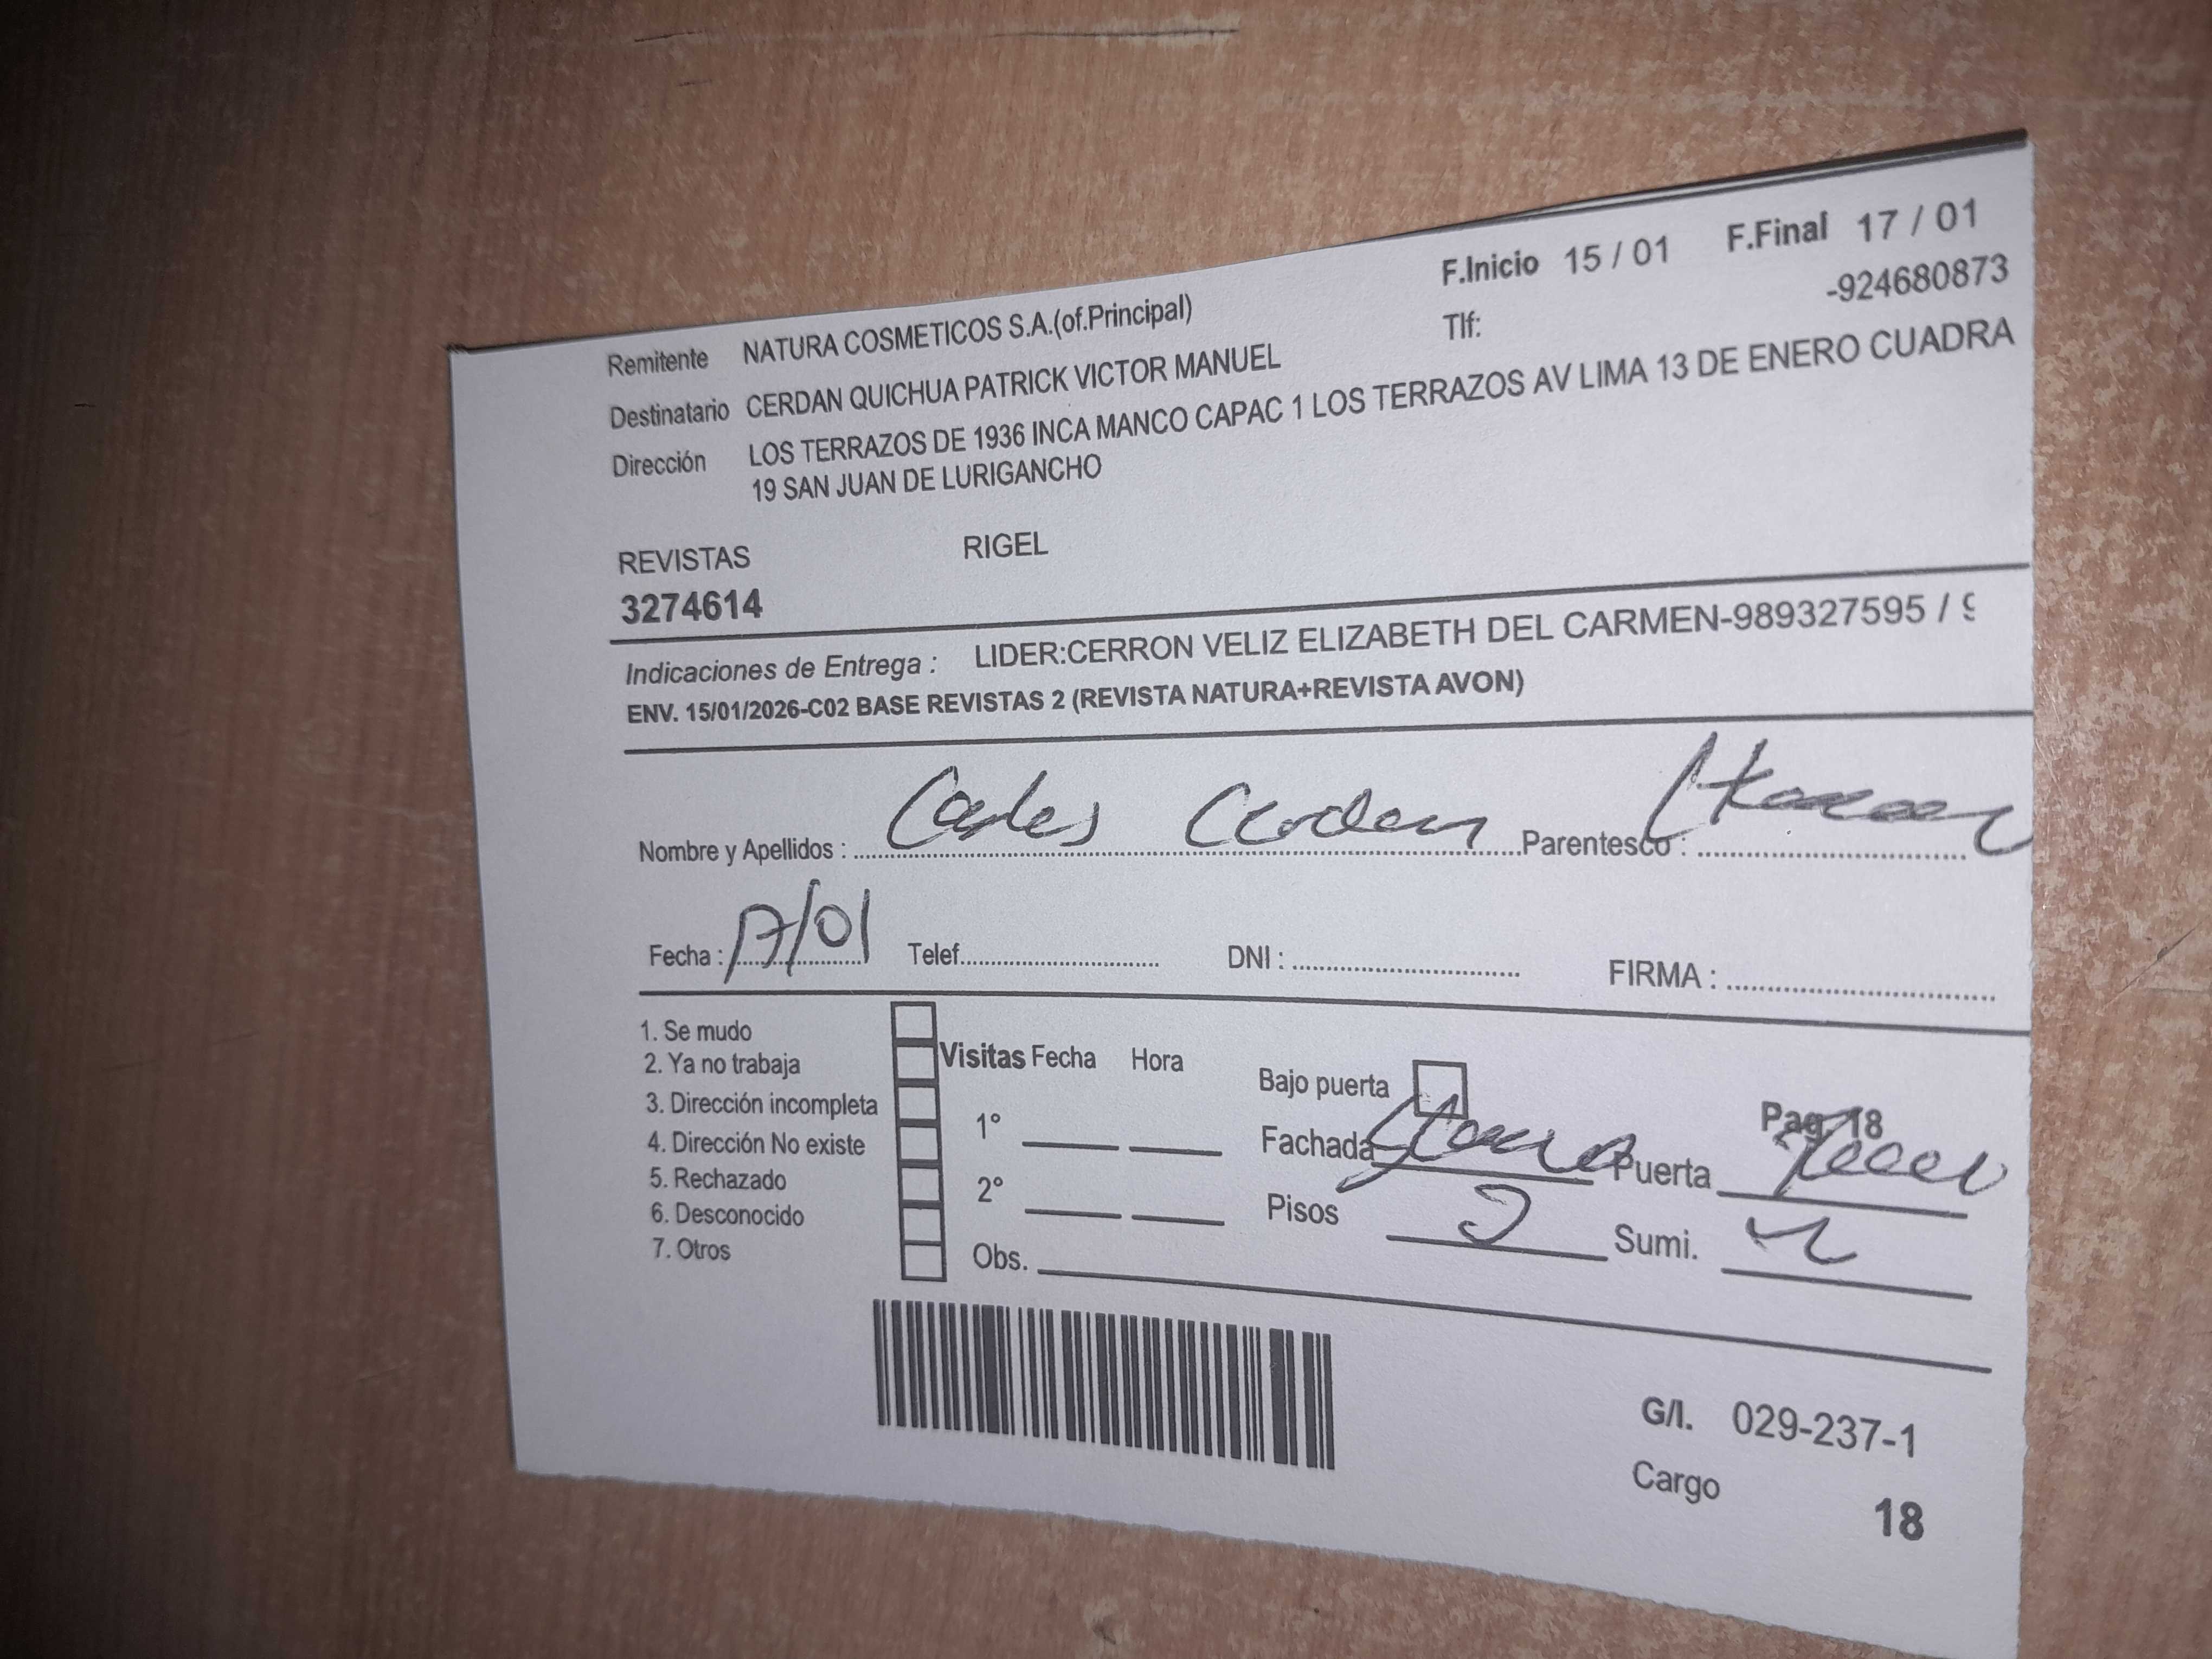 F.Inicio 15 / 01 F.Final 17 / 01
Remitente NATURA COSMETICOS S.A.(of.Principal) Tlf: -924680873
Destinatario CERDAN QUICHUA PATRICK VICTOR MANUEL
Dirección LOS TERRAZOS DE 1936 INCA MANCO CAPAC 1 LOS TERRAZOS AV LIMA 13 DE ENERO CUADRA
19 SAN JUAN DE LURIGANCHO
REVISTAS RIGEL
3274614
Indicaciones de Entrega : LIDER:CERRON VELIZ ELIZABETH DEL CARMEN-989327595 / 9
ENV. 15/01/2026-C02 BASE REVISTAS 2 (REVISTA NATURA+REVISTA AVON)
Nombre y Apellidos : Carlos Cerdan Parentesco :
Fecha : 17/01 Telef. DNI : FIRMA :
1. Se mudo
2. Ya no trabaja
3. Dirección incompleta
4. Dirección No existe
5. Rechazado
6. Desconocido
7. Otros
Visitas Fecha Hora
1°
2°
Obs.
Bajo puerta Pag. 18
Fachada Puerta
Pisos 2 Sumi.
G/I. 029-237-1
Cargo 18